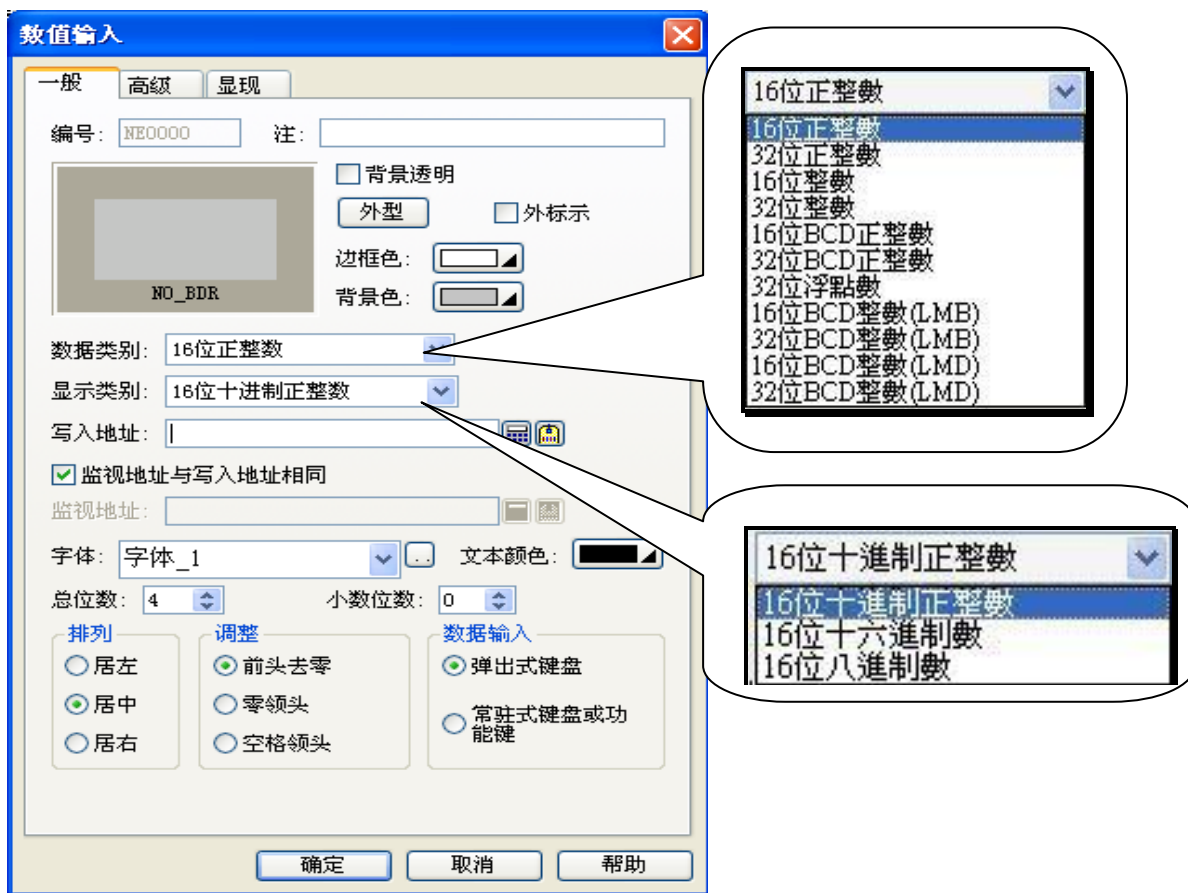 数值输入
一般 高级 显现
编号: NE0000 注:
背景透明
外型 外标示
边框色:
NO_BDR
背景色:
数据类别: 16位正整数
显示类别: 16位十进制正整数
写入地址:
监视地址与写入地址相同
监视地址:
字体: 字体_1 .. 文本颜色:
总位数: 4 小数位数: 0
排列 调整 数据输入
居左 前头去零 弹出式键盘
居中 零领头 常驻式键盘或功能键
居右 空格领头
确定 取消 帮助
16位正整數
16位正整數
32位正整數
16位整數
32位整數
16位BCD正整數
32位BCD正整數
32位浮點數
16位BCD整數(LMB)
32位BCD整數(LMB)
16位BCD整數(LMD)
32位BCD整數(LMD)
16位十進制正整數
16位十進制正整數
16位十六進制數
16位八進制數